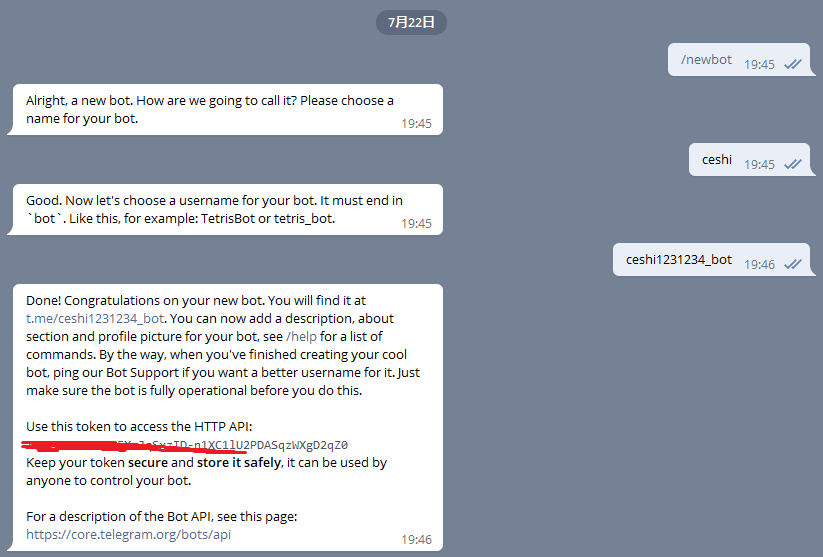 7月22日
/newbot 19:45
Alright, a new bot. How are we going to call it? Please choose a
name for your bot.
19:45
ceshi 19:45
Good. Now let's choose a username for your bot. It must end in
`bot`. Like this, for example: TetrisBot or tetris_bot.
19:45
ceshi1231234_bot 19:46
Done! Congratulations on your new bot. You will find it at
t.me/ceshi1231234_bot. You can now add a description, about
section and profile picture for your bot, see /help for a list of
commands. By the way, when you've finished creating your cool
bot, ping our Bot Support if you want a better username for it. Just
make sure the bot is fully operational before you do this.
Use this token to access the HTTP API:
2PDASqzWXgD2qZ0
Keep your token secure and store it safely, it can be used by
anyone to control your bot.
For a description of the Bot API, see this page:
https://core.telegram.org/bots/api
19:46